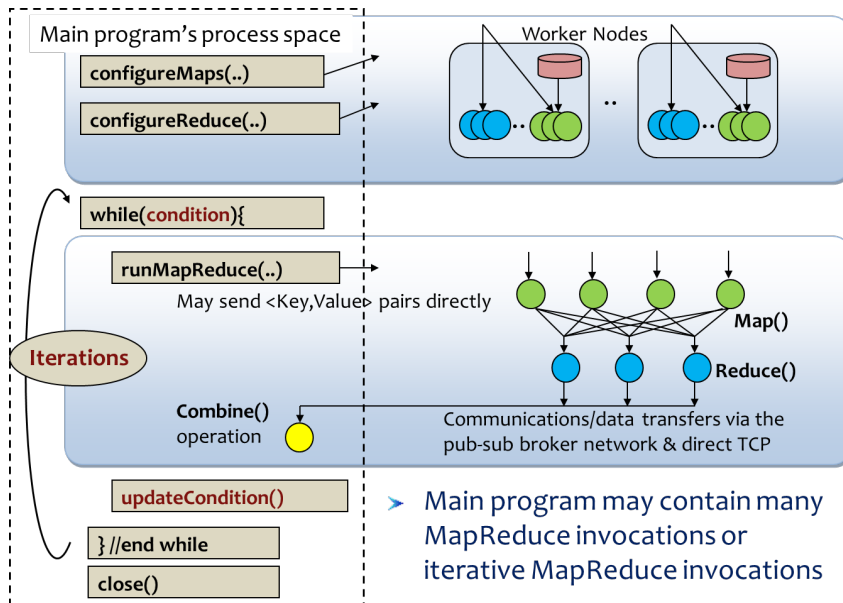 Main program's process space
Worker Nodes
configureMaps(..)
configureReduce(..)
..
..
..
while(condition){
runMapReduce(..)
May send <Key,Value> pairs directly
Map()
Iterations
Reduce()
Combine()
operation
Communications/data transfers via the
pub-sub broker network & direct TCP
updateCondition()
Main program may contain many
MapReduce invocations or
iterative MapReduce invocations
} //end while
close()